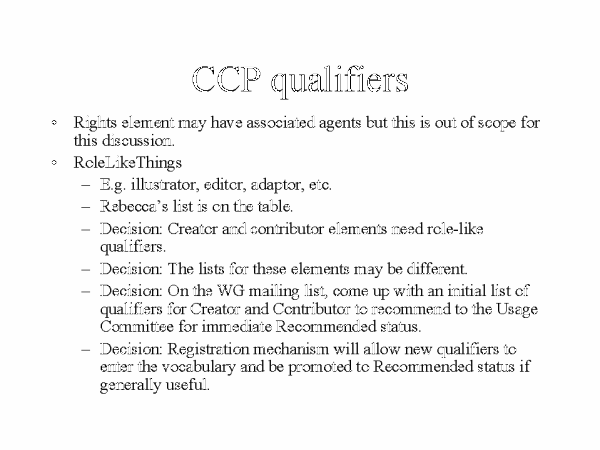 CCP qualifiers
◦ Rights element may have associated agents but this is out of scope for
this discussion.
◦ RoleLikeThings
– E.g. illustrator, editor, adaptor, etc.
– Rebecca's list is on the table.
– Decision: Creator and contributor elements need role-like
qualifiers.
– Decision: The lists for these elements may be different.
– Decision: On the WG mailing list, come up with an initial list of
qualifiers for Creator and Contributor to recommend to the Usage
Committee for immediate Recommended status.
– Decision: Registration mechanism will allow new qualifiers to
enter the vocabulary and be promoted to Recommended status if
generally useful.